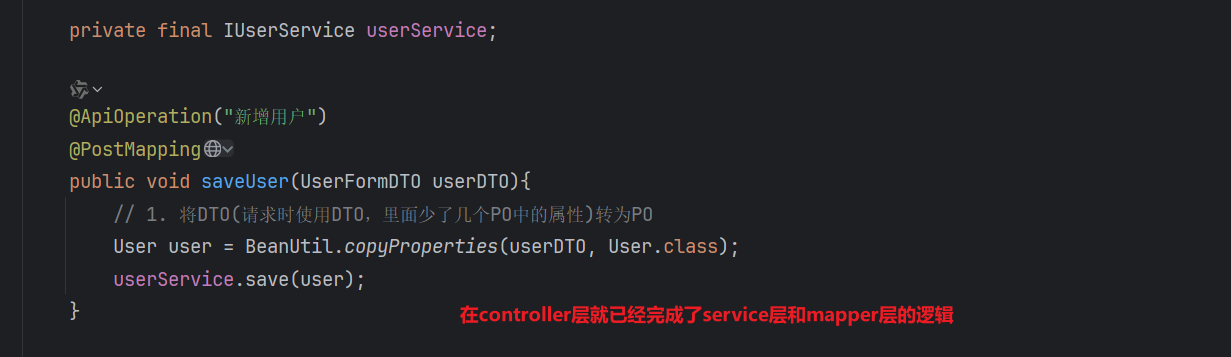 private final IUserService userService;
@ApiOperation("新增用户")
@PostMapping
public void saveUser(UserFormDTO userDTO){
// 1. 将DTO(请求时使用DTO，里面少了几个PO中的属性)转为PO
User user = BeanUtil.copyProperties(userDTO, User.class);
userService.save(user);
}
在controller层就已经完成了service层和mapper层的逻辑